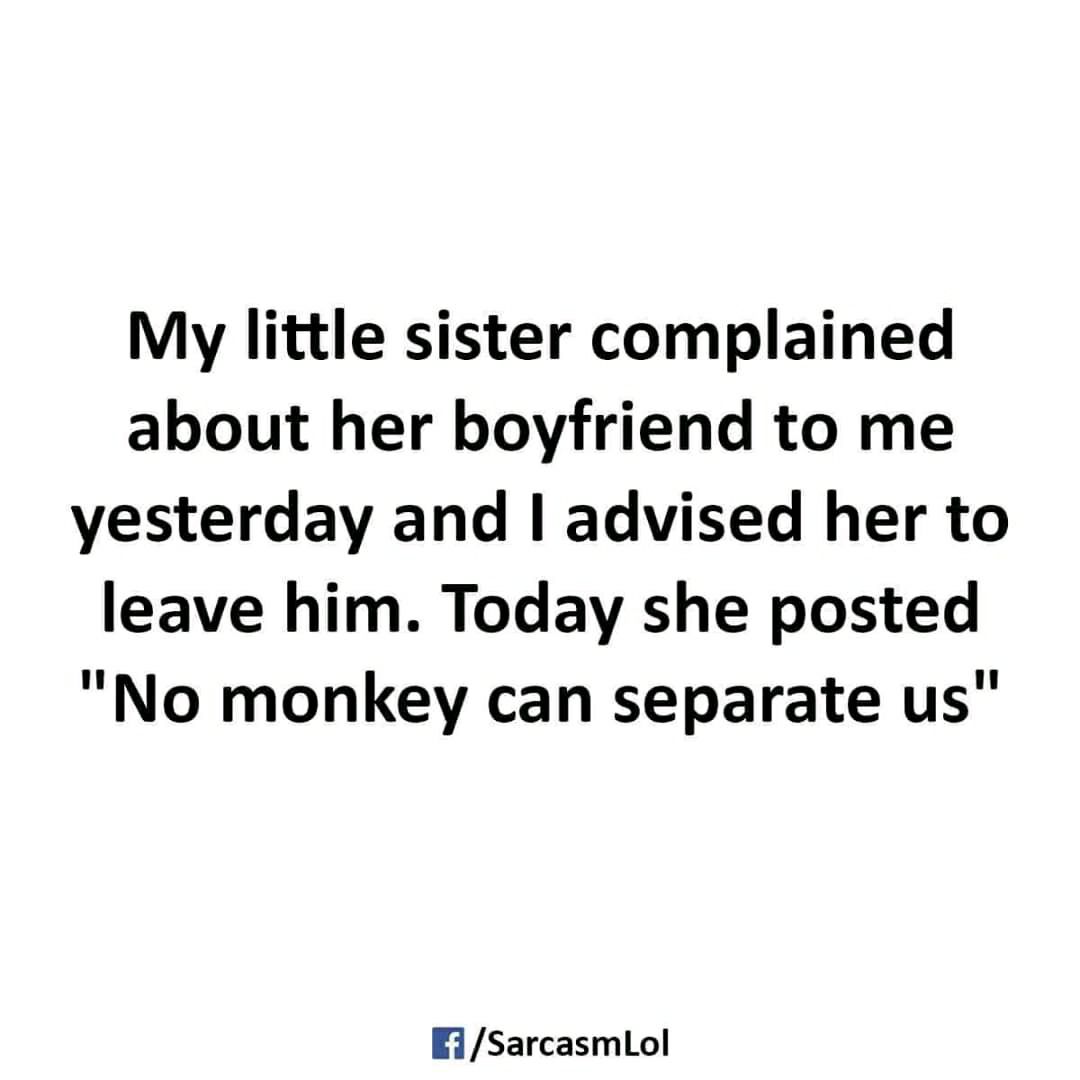 My little sister complained
about her boyfriend to me
yesterday and I advised her to
leave him. Today she posted
"No monkey can separate us"
f/SarcasmLol